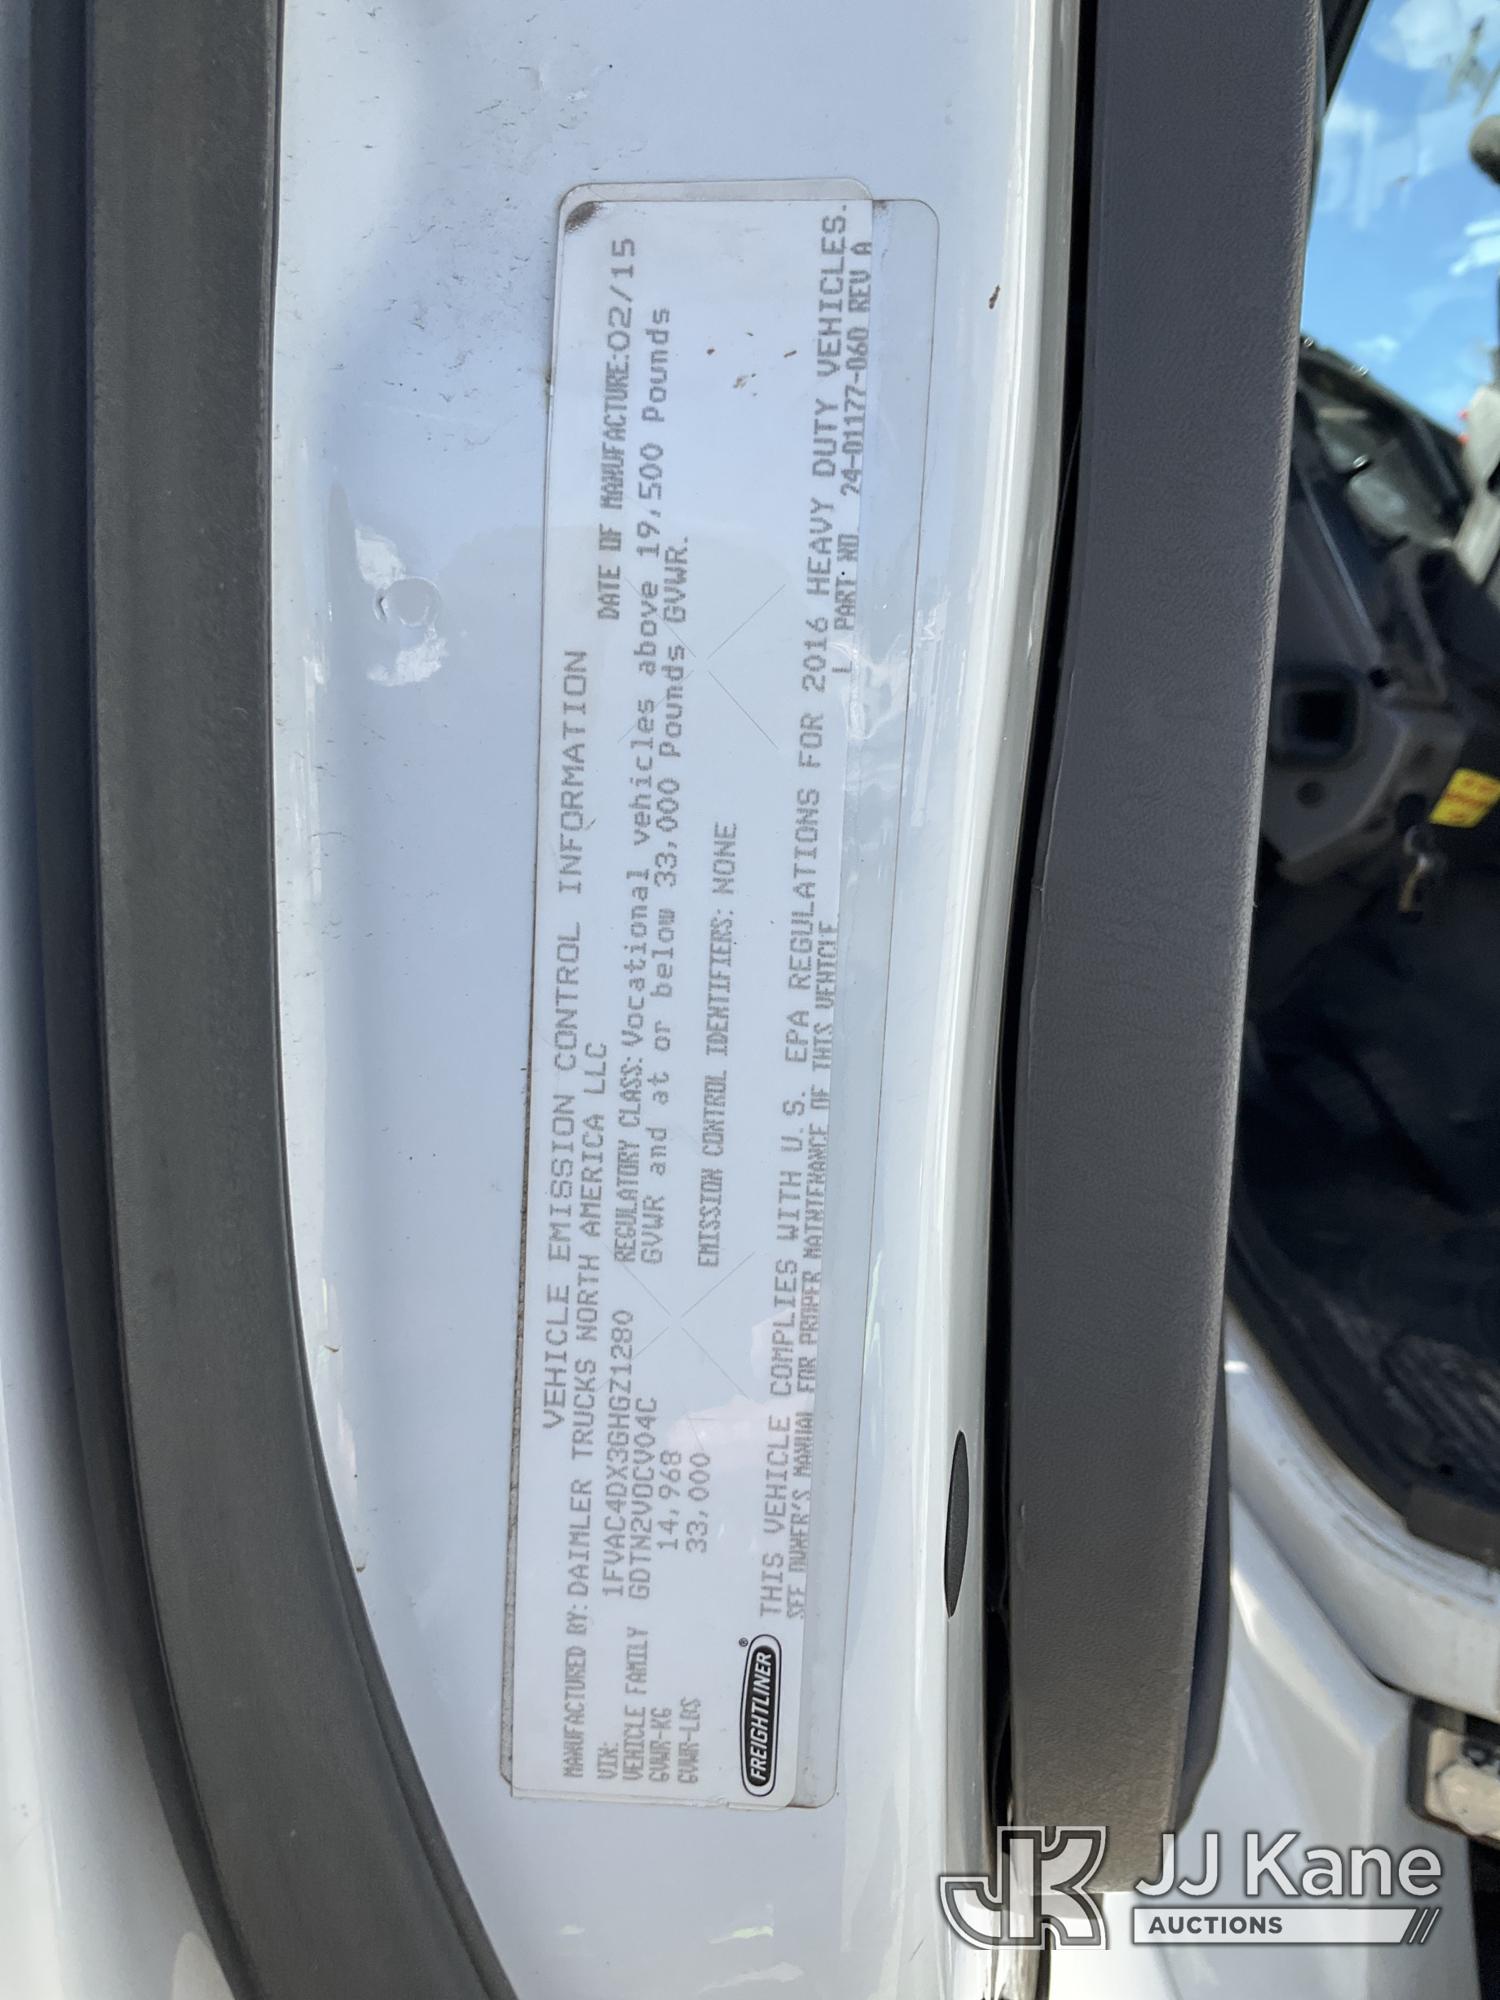 VEHICLE EMISSION CONTROL INFORMATION
MANUFACTURED BY: DAIMLER TRUCKS NORTH AMERICA LLC
DATE OF MANUFACTURE:02/15
VIN: 1FVAC4DX3GHGZ1280
REGULATORY CLASS: Vocational vehicles above 19,500 Pounds
VEHICLE FAMILY GDTN2VOCV04C
GVWR and at or below 33,000 Pounds GVWR.
GVWR-KG 14,968
GVWR-LBS 33,000
EMISSION CONTROL IDENTIFIERS: NONE
FREIGHTLINER®
THIS VEHICLE COMPLIES WITH U. S. EPA REGULATIONS FOR 2016 HEAVY DUTY VEHICLES.
SEE OWNER'S MANUAL FOR PROPER MAINTENANCE OF THIS VEHICLE
L PART NO 24-01177-060 REV A
JK JJ Kane
AUCTIONS